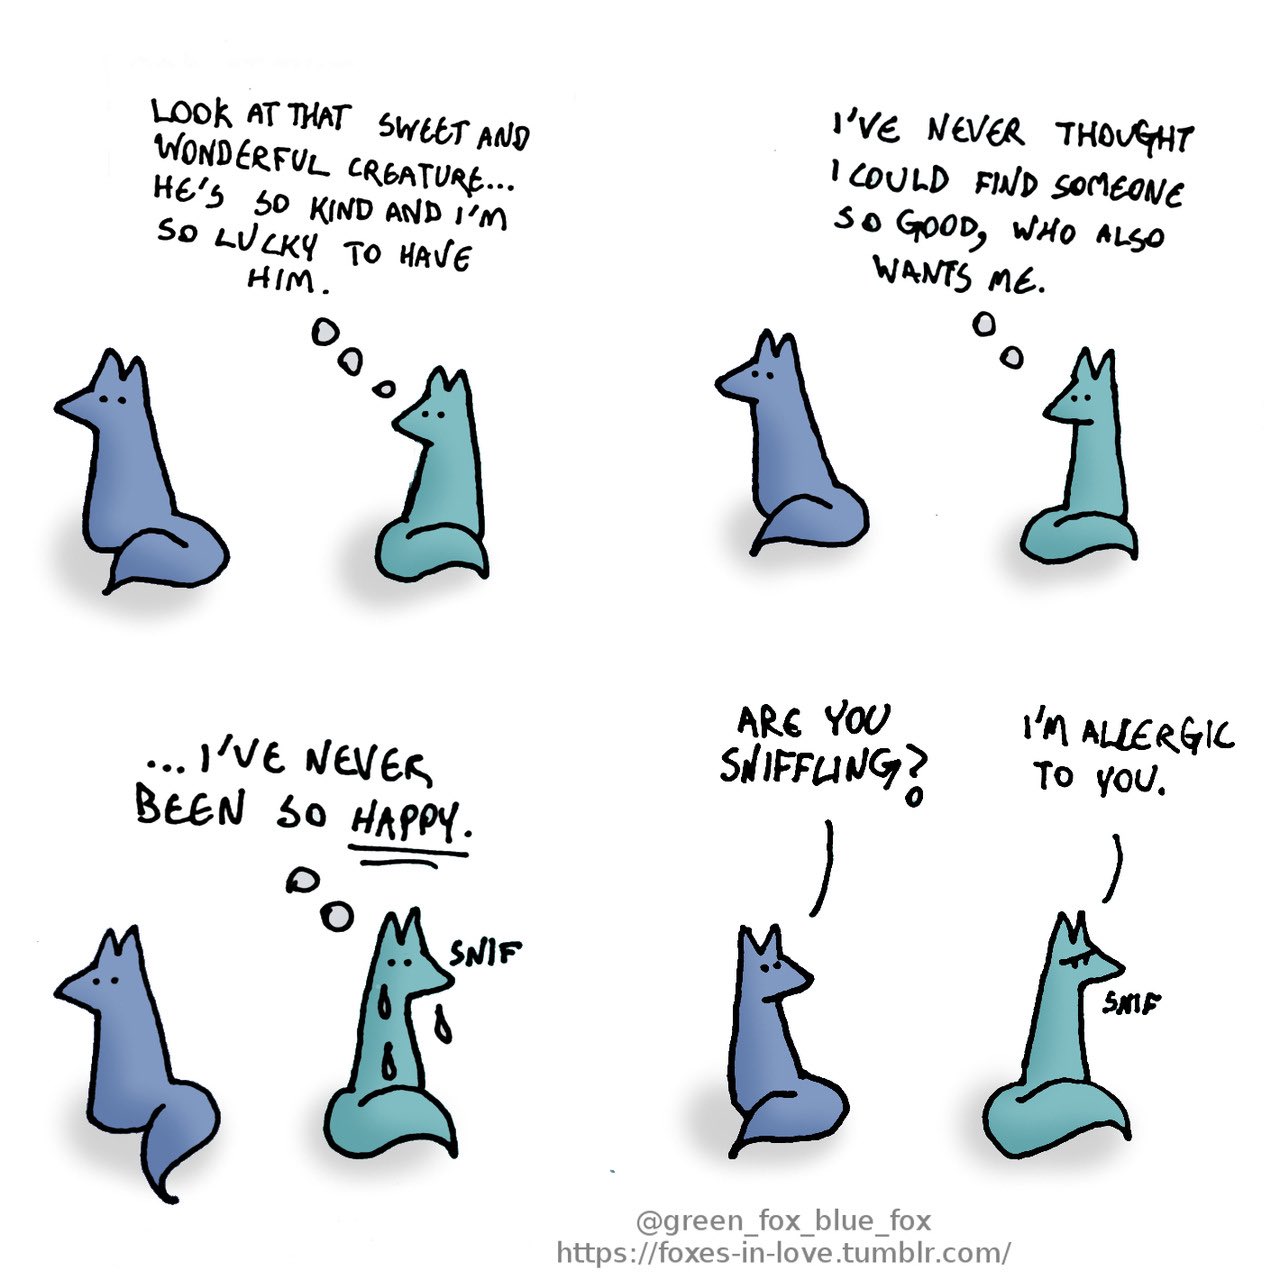 LOOK AT THAT SWEET AND
WONDERFUL CREATURE...
HE'S SO KIND AND I'M
SO LUCKY TO HAVE
HIM.
I'VE NEVER THOUGHT
I COULD FIND SOMEONE
SO GOOD, WHO ALSO
WANTS ME.
...I'VE NEVER
BEEN SO HAPPY.
SNIF
ARE YOU
SNIFFLING?
I'M ALLERGIC
TO YOU.
SNIF
@green_fox_blue_fox
https://foxes-in-love.tumblr.com/